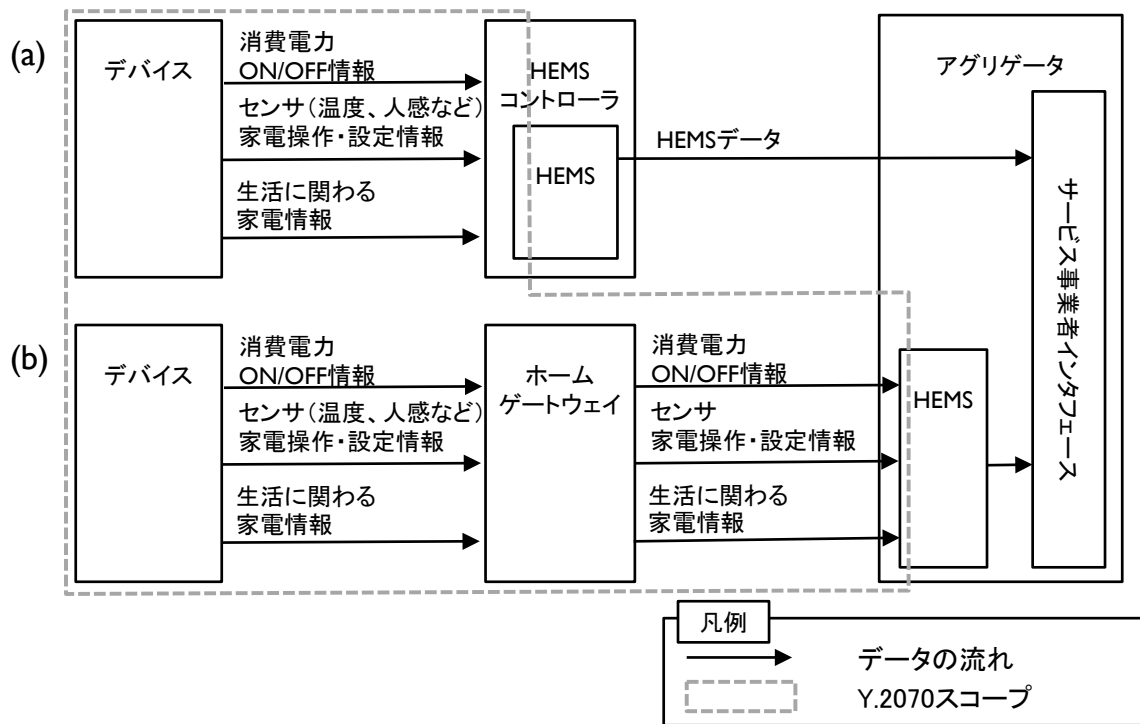 (a)
デバイス
消費電力
ON/OFF情報
センサ(温度、人感など)
家電操作・設定情報
生活に関わる
家電情報
HEMS
コントローラ
HEMS
HEMSデータ
アグリゲータ
サービス事業者インタフェース
(b)
デバイス
消費電力
ON/OFF情報
センサ(温度、人感など)
家電操作・設定情報
生活に関わる
家電情報
ホーム
ゲートウェイ
消費電力
ON/OFF情報
センサ
家電操作・設定情報
生活に関わる
家電情報
HEMS
凡例
データの流れ
Y.2070スコープ